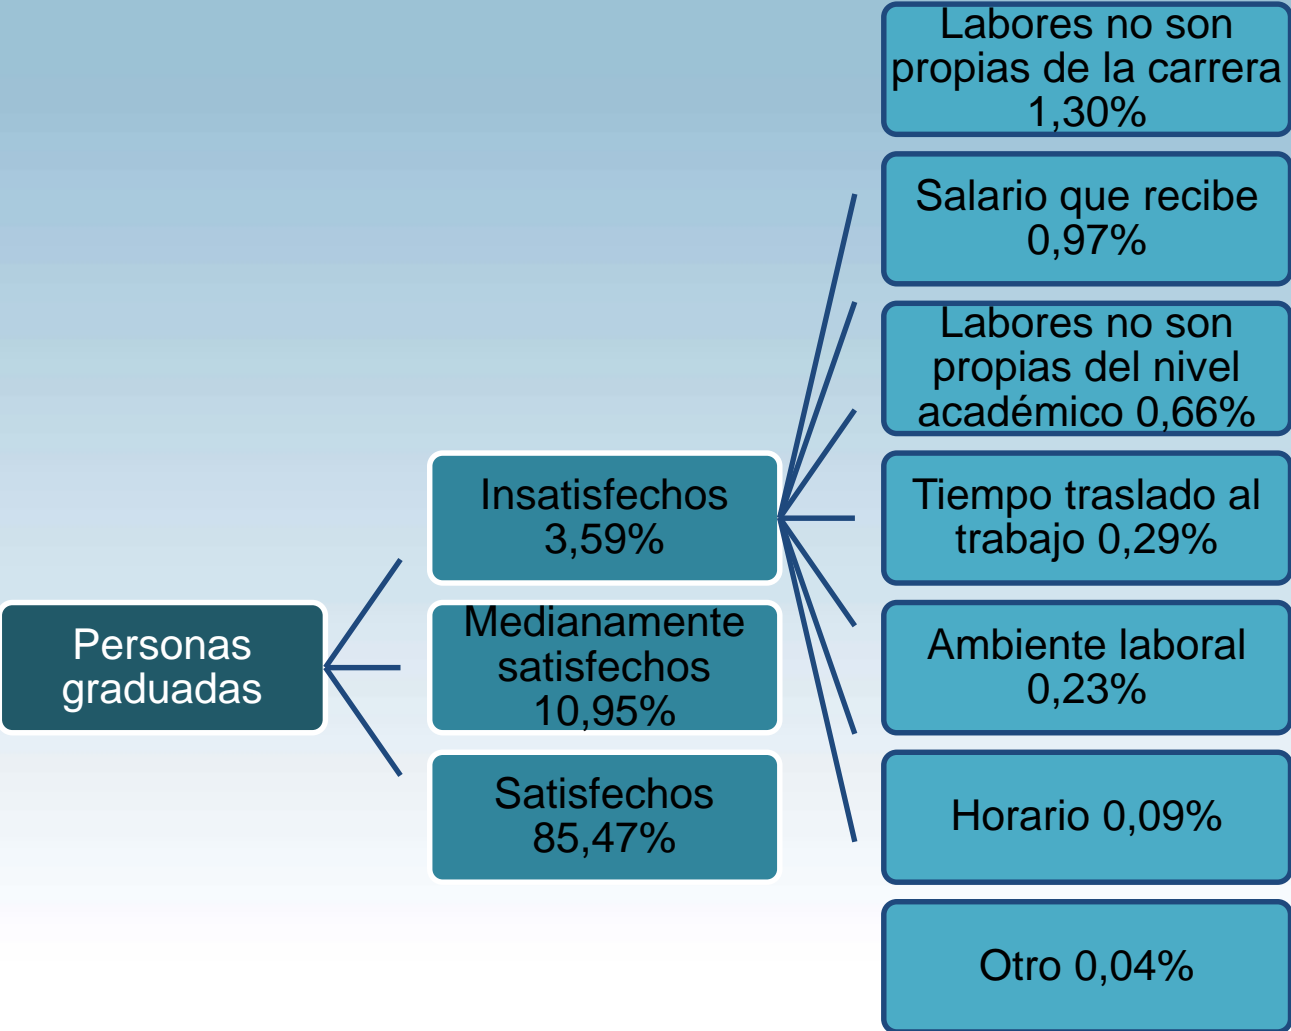 Personas
graduadas
Insatisfechos
3,59%
Medianamente
satisfechos
10,95%
Satisfechos
85,47%
Labores no son
propias de la carrera
1,30%
Salario que recibe
0,97%
Labores no son
propias del nivel
académico 0,66%
Tiempo traslado al
trabajo 0,29%
Ambiente laboral
0,23%
Horario 0,09%
Otro 0,04%